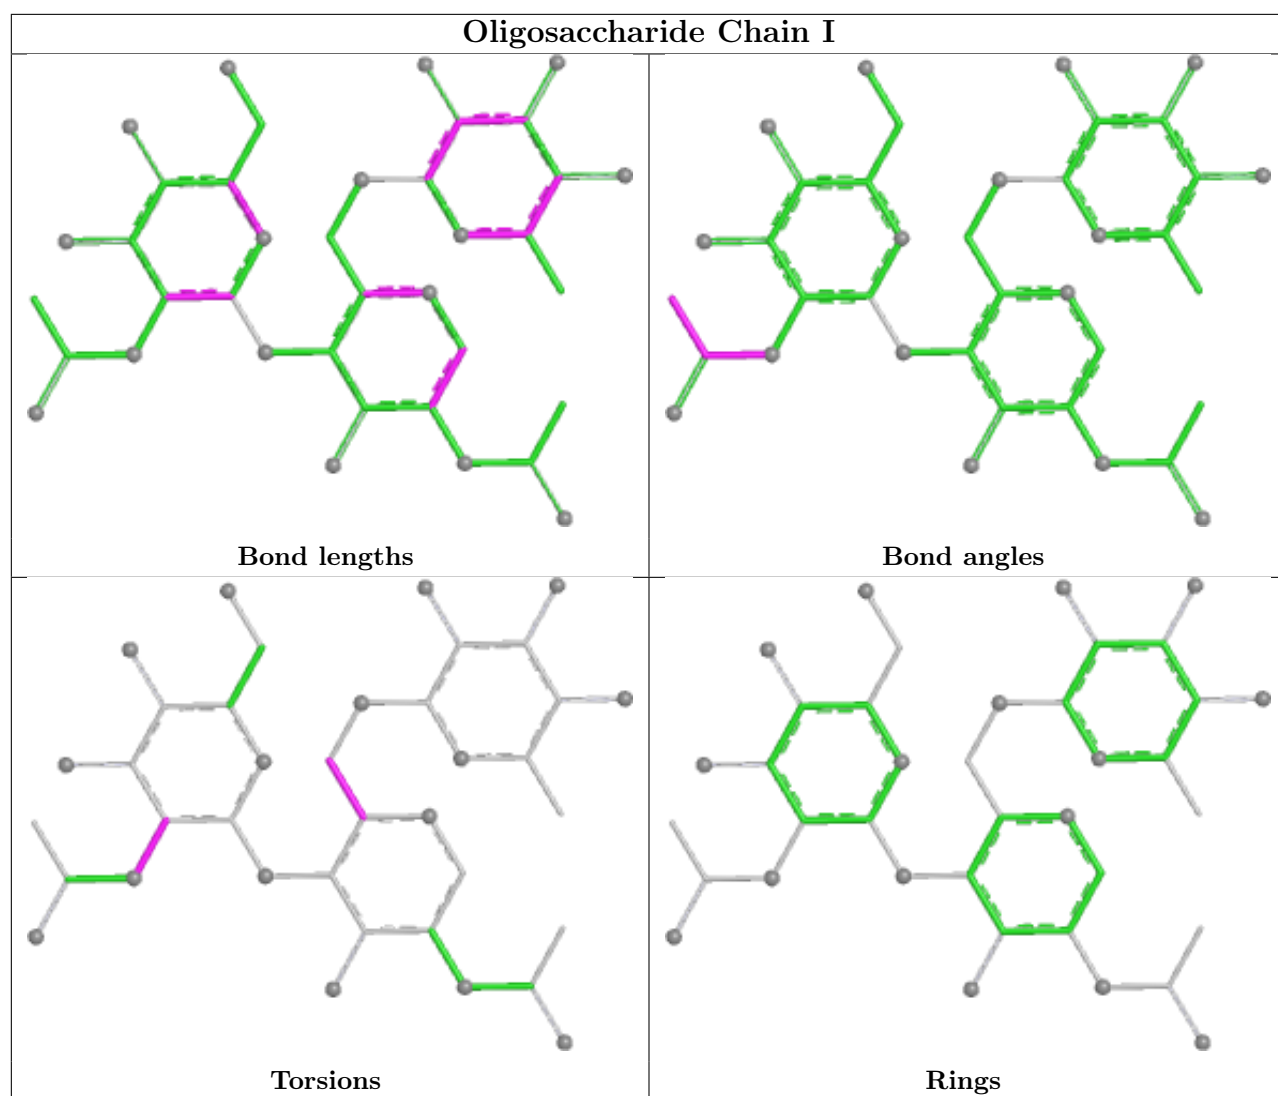 Oligosaccharide Chain I
Bond lengths
Bond angles
Torsions
Rings